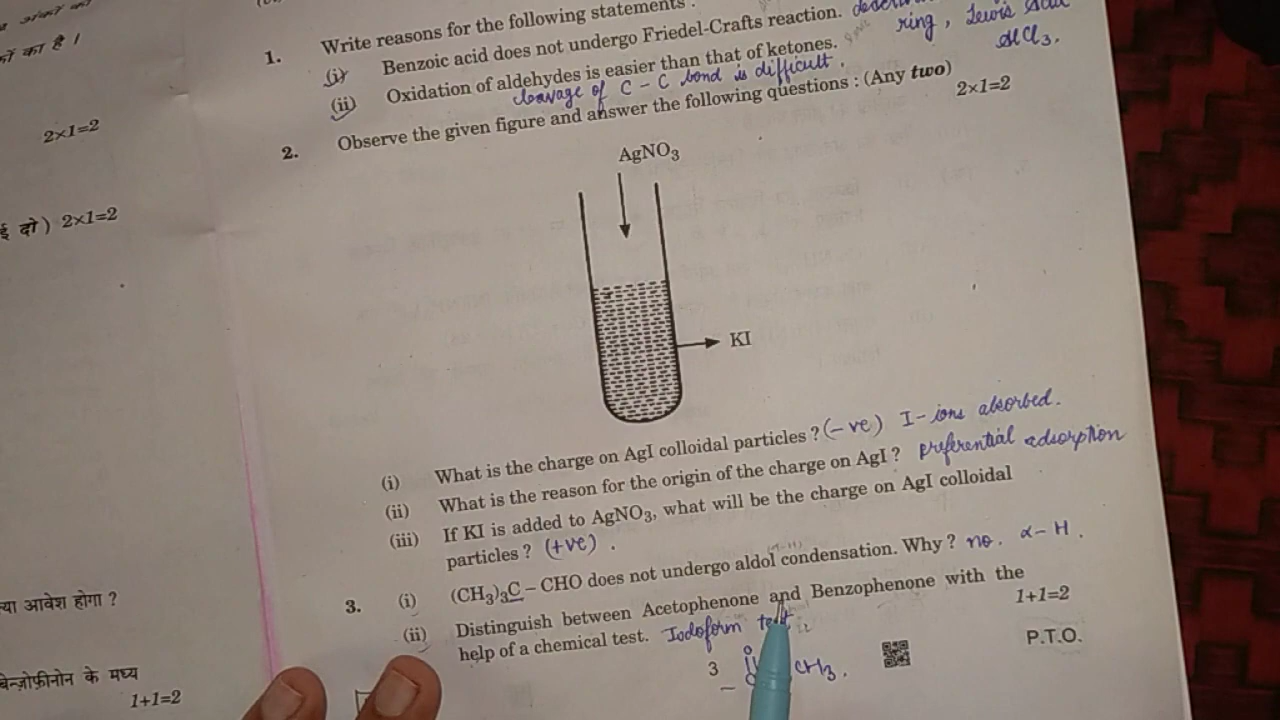 का है।
2×1=2
ई दो) 2×1=2
या आवेश होगा ?
बेन्ज़ोफ़ीनोन के मध्य
1+1=2
1. Write reasons for the following statements :
(i) Benzoic acid does not undergo Friedel-Crafts reaction.
ring, Lewis acid
AlCl3.
(ii) Oxidation of aldehydes is easier than that of ketones.
cleavage of C - C bond is difficult.
2. Observe the given figure and answer the following questions : (Any two) 2×1=2
AgNO3
KI
(i) What is the charge on AgI colloidal particles ? (-ve) I- ions absorbed.
(ii) What is the reason for the origin of the charge on AgI ? preferential adsorption
(iii) If KI is added to AgNO3, what will be the charge on AgI colloidal
particles ? (+ve).
3. (i) (CH3)3C – CHO does not undergo aldol condensation. Why ? no. α-H.
(ii) Distinguish between Acetophenone and Benzophenone with the
help of a chemical test. Iodoform test 1+1=2
CH3.
3
P.T.O.